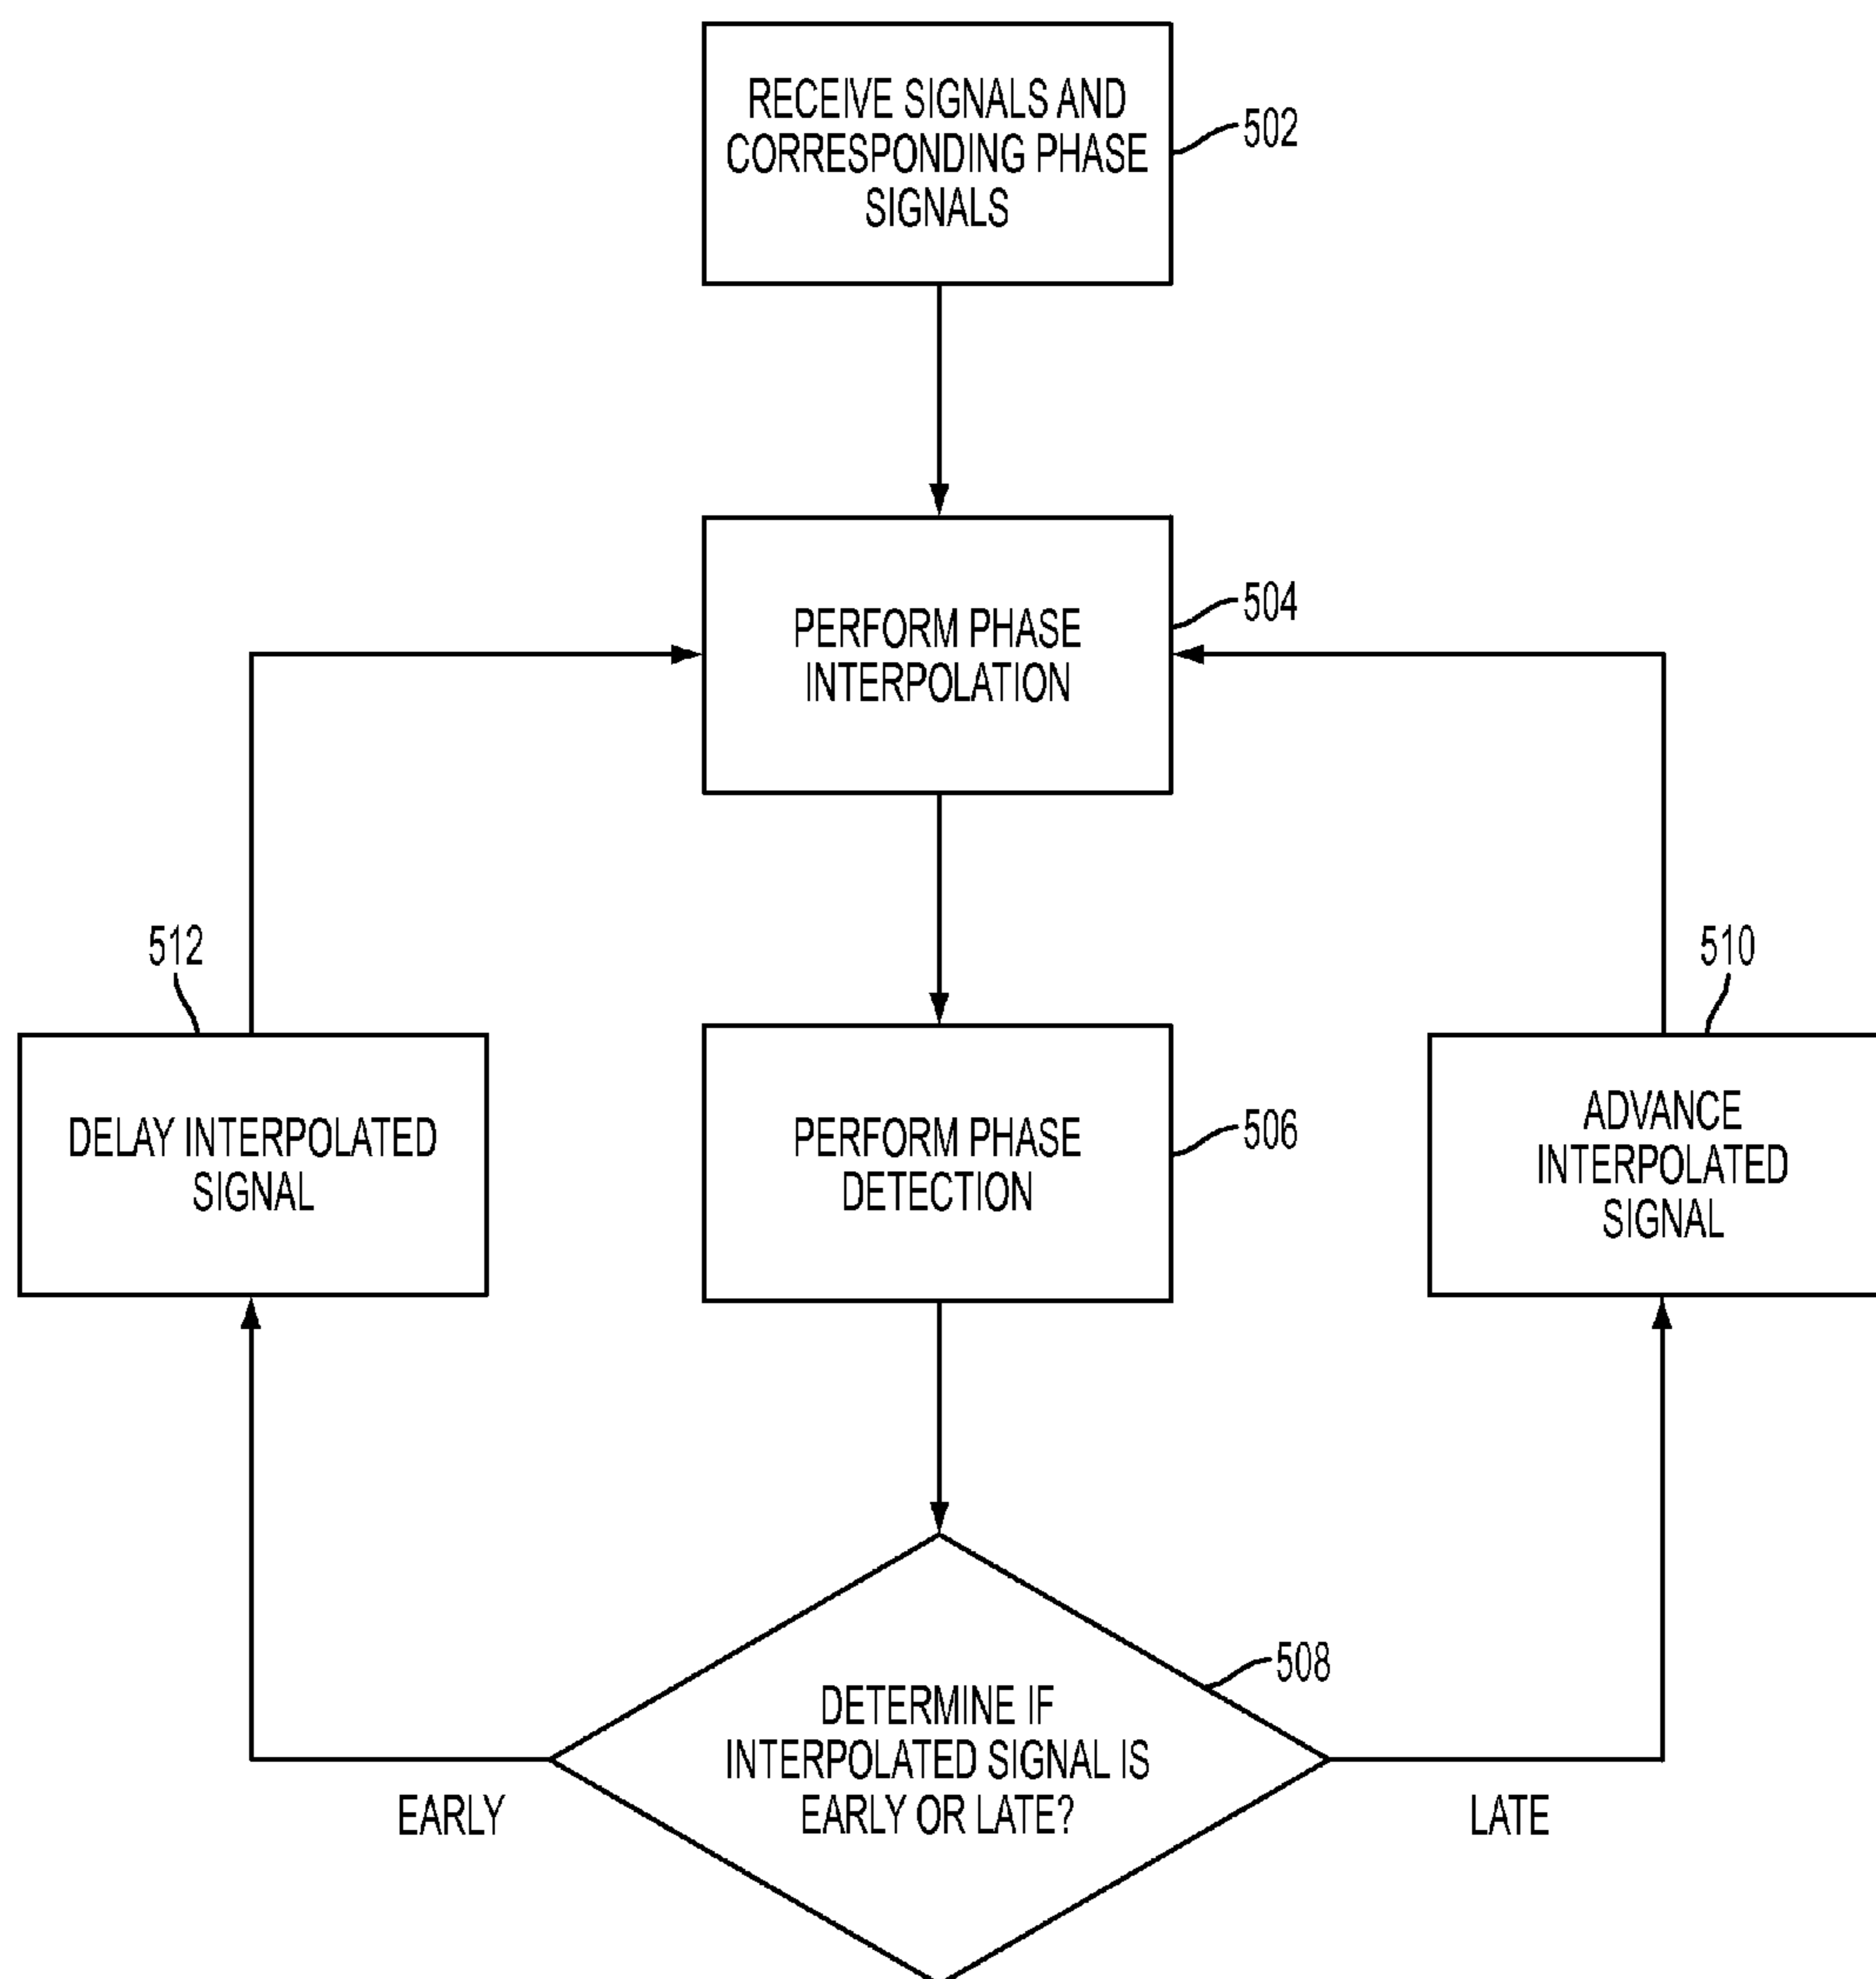 RECEIVE SIGNALS AND
CORRESPONDING PHASE
SIGNALS
502
PERFORM PHASE
INTERPOLATION
504
512
510
DELAY INTERPOLATED
SIGNAL
PERFORM PHASE
DETECTION
506
ADVANCE
INTERPOLATED
SIGNAL
508
DETERMINE IF
INTERPOLATED SIGNAL IS
EARLY OR LATE?
EARLY
LATE